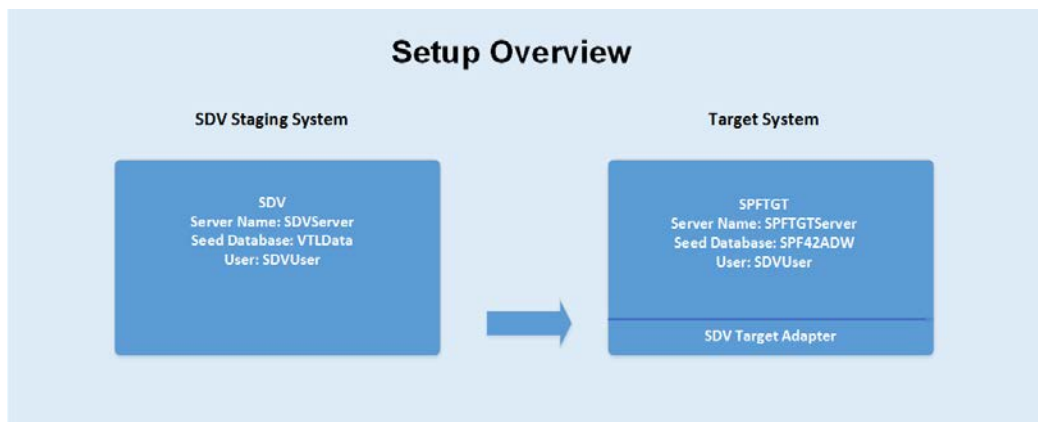 Setup Overview
SDV Staging System
Target System
SDV
Server Name: SDVServer
Seed Database: VTLData
User: SDVUser
SPFTGT
Server Name: SPFTGTServer
Seed Database: SPF42ADW
User: SDVUser
SDV Target Adapter